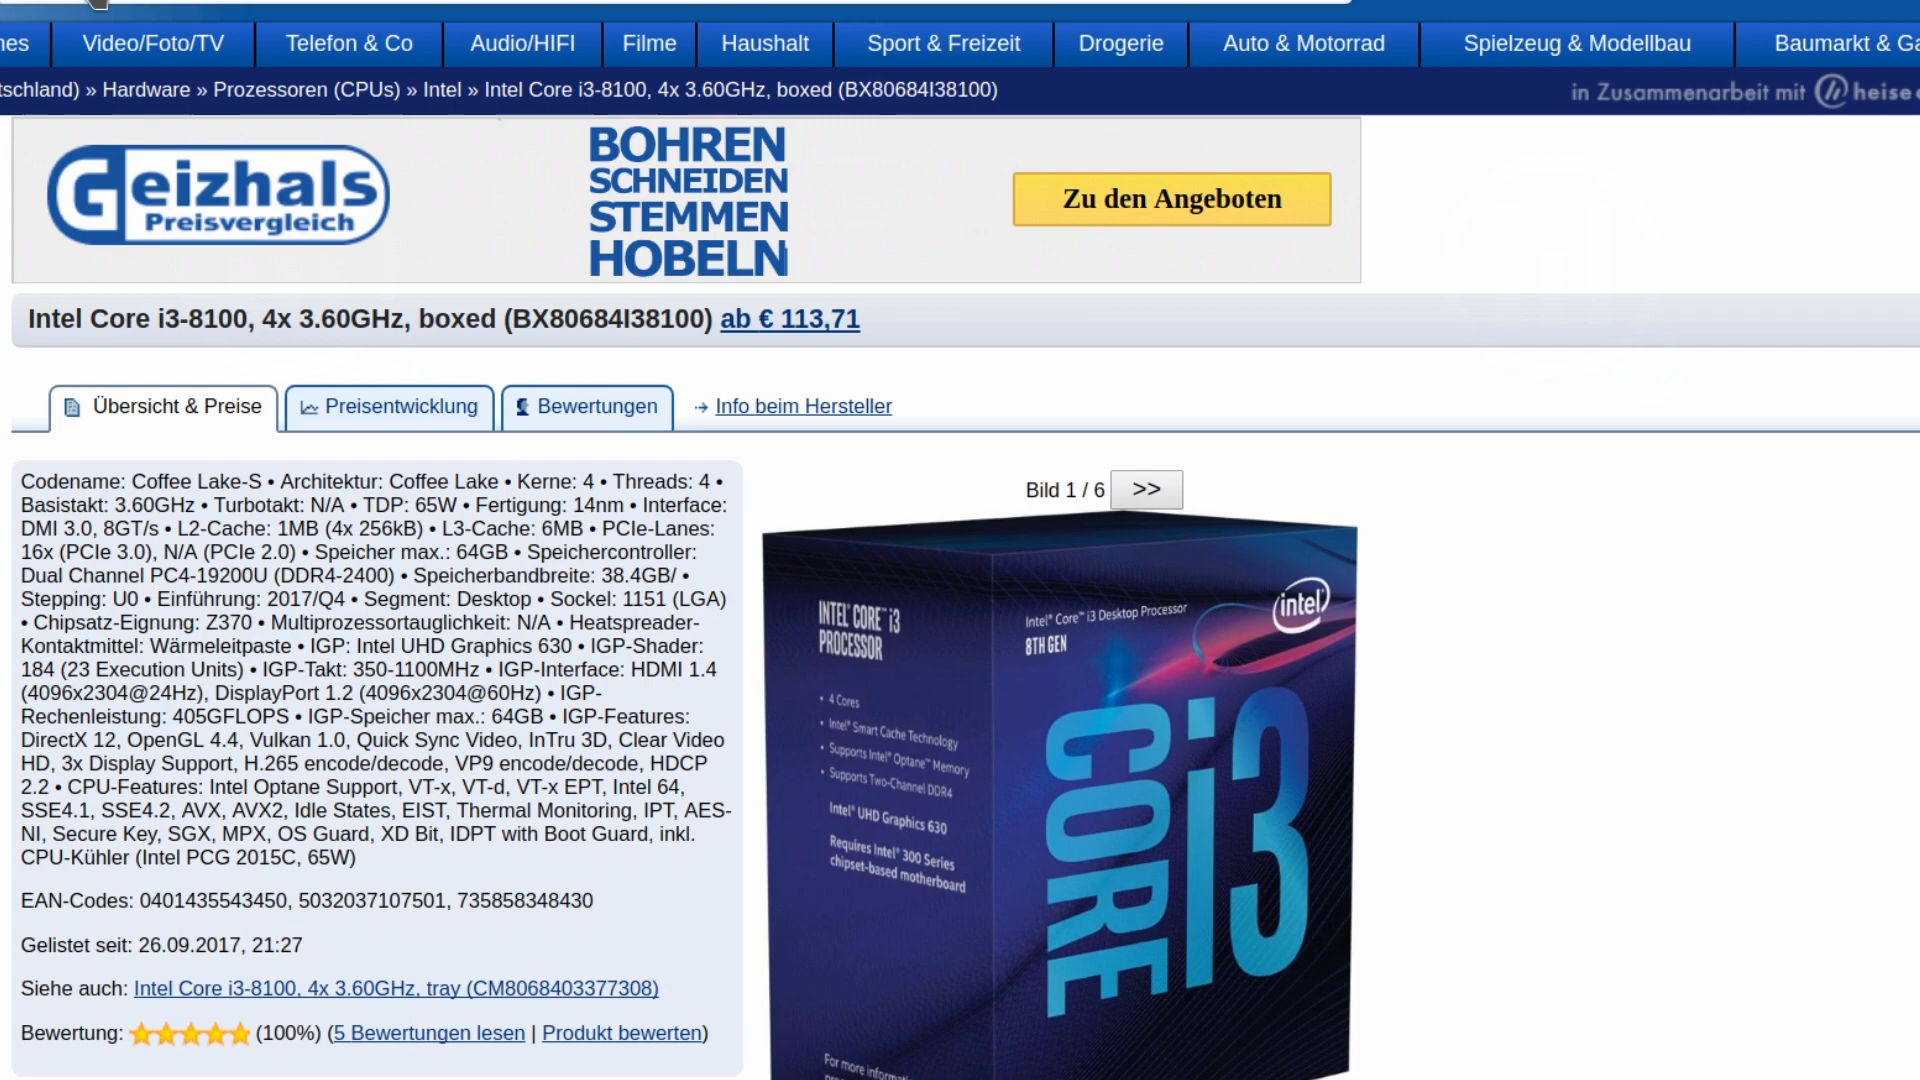 Video/Foto/TV Telefon & Co Audio/HIFI Filme Haushalt Sport & Freizeit Drogerie Auto & Motorrad Spielzeug & Modellbau Baumarkt &
» Hardware » Prozessoren (CPUs) » Intel » Intel Core i3-8100, 4x 3.60GHz, boxed (BX80684I38100)
in Zusammenarbeit mit heise
Geizhals
Preisvergleich
BOHREN
SCHNEIDEN
STEMMEN
HOBELN
Zu den Angeboten
Intel Core i3-8100, 4x 3.60GHz, boxed (BX80684I38100) ab € 113,71
Übersicht & Preise Preisentwicklung Bewertungen Info beim Hersteller
Codename: Coffee Lake-S • Architektur: Coffee Lake • Kerne: 4 • Threads: 4 •
Basistakt: 3.60GHz • Turbotakt: N/A • TDP: 65W • Fertigung: 14nm • Interface:
DMI 3.0, 8GT/s • L2-Cache: 1MB (4x 256kB) • L3-Cache: 6MB • PCIe-Lanes:
16x (PCIe 3.0), N/A (PCIe 2.0) • Speicher max.: 64GB • Speichercontroller:
Dual Channel PC4-19200U (DDR4-2400) • Speicherbandbreite: 38.4GB/ •
Stepping: U0 • Einführung: 2017/Q4 • Segment: Desktop • Sockel: 1151 (LGA)
• Chipsatz-Eignung: Z370 • Multiprozessortauglichkeit: N/A • Heatspreader-
Kontaktmittel: Wärmeleitpaste • IGP: Intel UHD Graphics 630 • IGP-Shader:
184 (23 Execution Units) • IGP-Takt: 350-1100MHz • IGP-Interface: HDMI 1.4
(4096x2304@24Hz), DisplayPort 1.2 (4096x2304@60Hz) • IGP-
Rechenleistung: 405GFLOPS • IGP-Speicher max.: 64GB • IGP-Features:
DirectX 12, OpenGL 4.4, Vulkan 1.0, Quick Sync Video, InTru 3D, Clear Video
HD, 3x Display Support, H.265 encode/decode, VP9 encode/decode, HDCP
2.2 • CPU-Features: Intel Optane Support, VT-x, VT-d, VT-x EPT, Intel 64,
SSE4.1, SSE4.2, AVX, AVX2, Idle States, EIST, Thermal Monitoring, IPT, AES-
NI, Secure Key, SGX, MPX, OS Guard, XD Bit, IDPT with Boot Guard, inkl.
CPU-Kühler (Intel PCG 2015C, 65W)
EAN-Codes: 0401435543450, 5032037107501, 735858348430
Gelistet seit: 26.09.2017, 21:27
Siehe auch: Intel Core i3-8100, 4x 3.60GHz, tray (CM8068403377308)
Bewertung: (100%) (5 Bewertungen lesen | Produkt bewerten)
Bild 1 / 6 >>
INTEL® CORE™ i3
PROCESSOR
• 4 Cores
• Intel® Smart Cache Technology
• Supports Intel® Optane™ Memory
• Supports Two-Channel DDR4
Intel® UHD Graphics 630
Requires Intel® 300 Series
chipset-based motherboard
For more
Intel® Core™ i3 Desktop Processor
8TH GEN
intel
CORE
i3